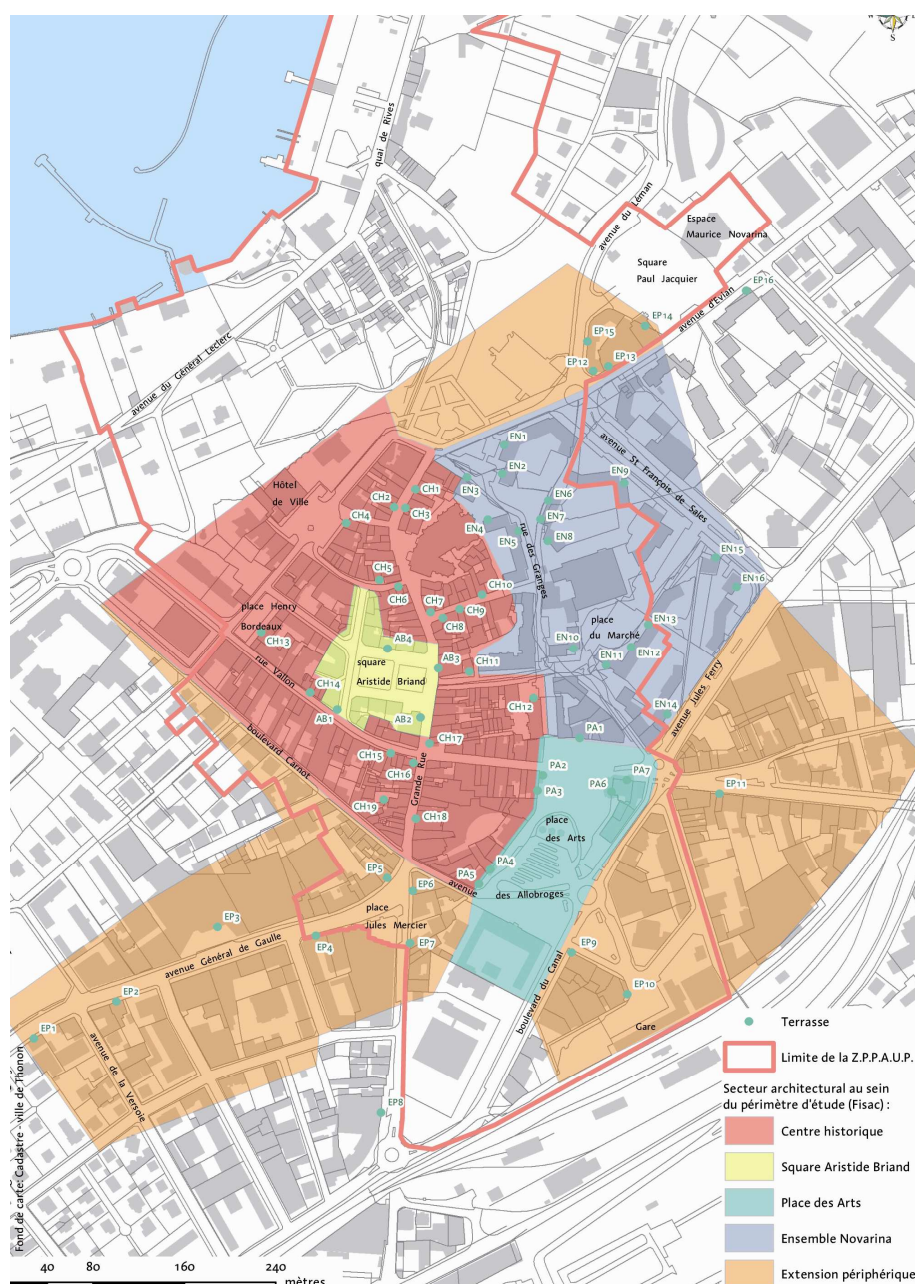 S
quai de Rives
avenue du Léman
Espace
Maurice Novarina
Square
Paul Jacquier
EP16
avenue d'Evian
EP14
EP15
EP12
EP13
avenue du Général Leclerc
avenue St François de Sales
EN1
EN2
EN3
EN9
Hôtel
de Ville
CH1
CH2
CH3
CH4
EN6
EN7
EN4
EN5
EN8
rue des Granges
EN15
EN16
CH5
CH6
CH10
CH7
CH9
CH8
place Henry
Bordeaux
CH13
place
du Marché
EN13
EN10
EN12
EN11
AB4
AB3
CH11
square
Aristide Briand
rue Vallon
CH14
CH12
AB1
AB2
EN14
avenue Jules Ferry
boulevard Carnot
CH17
CH15
CH16
PA1
PA2
PA3
PA7
PA6
EP11
Grande Rue
CH19
CH18
place
des Arts
PA4
PA5
avenue
des Allobroges
EP5
EP6
place
Jules Mercier
EP3
EP4
EP7
avenue Général de Gaulle
EP9
EP10
boulevard du Canal
Gare
EP2
EP1
avenue de la Versoie
EP8
Fond de carte: Cadastre - ville de Thonon
Terrasse
Limite de la Z.P.P.A.U.P.
Secteur architectural au sein
du périmètre d'étude (Fisac) :
Centre historique
Square Aristide Briand
Place des Arts
Ensemble Novarina
Extension périphérique
40 80 160 240
mètres